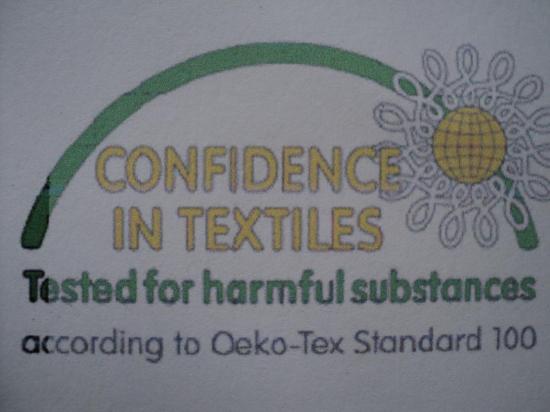 CONFIDENCE
IN TEXTILES
Tested for harmful substances
according to Oeko-Tex Standard 100